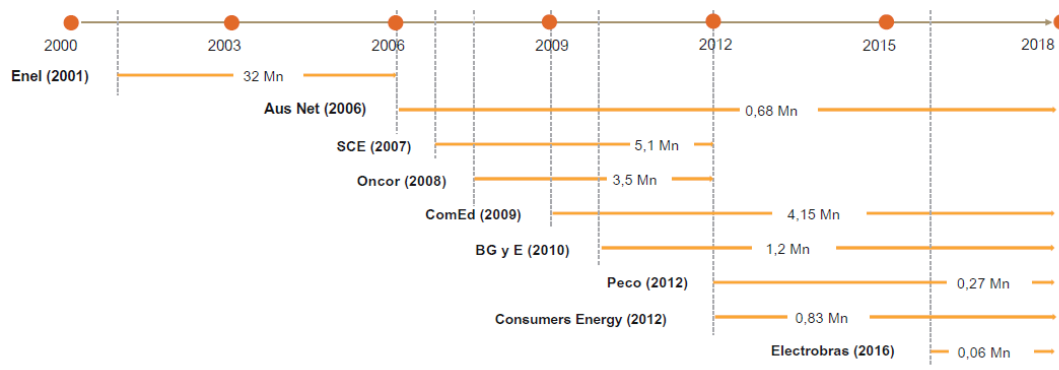 2000 2003 2006 2009 2012 2015 2018
Enel (2001) 32 Mn
Aus Net (2006) 0,68 Mn
SCE (2007) 5,1 Mn
Oncor (2008) 3,5 Mn
ComEd (2009) 4,15 Mn
BG y E (2010) 1,2 Mn
Peco (2012) 0,27 Mn
Consumers Energy (2012) 0,83 Mn
Electrobras (2016) 0,06 Mn